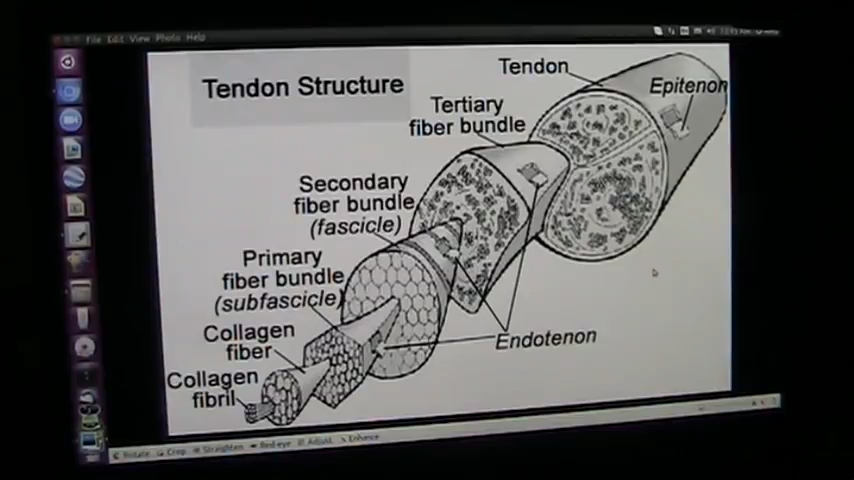 File Edit View Photo Help
Tendon Structure
Tendon
Epitenon
Tertiary
fiber bundle
Secondary
fiber bundle
(fascicle)
Primary
fiber bundle
(subfascicle)
Collagen
fiber
Collagen
fibril
Endotenon
Rotate Crop Straighten Red-eye Adjust Enhance